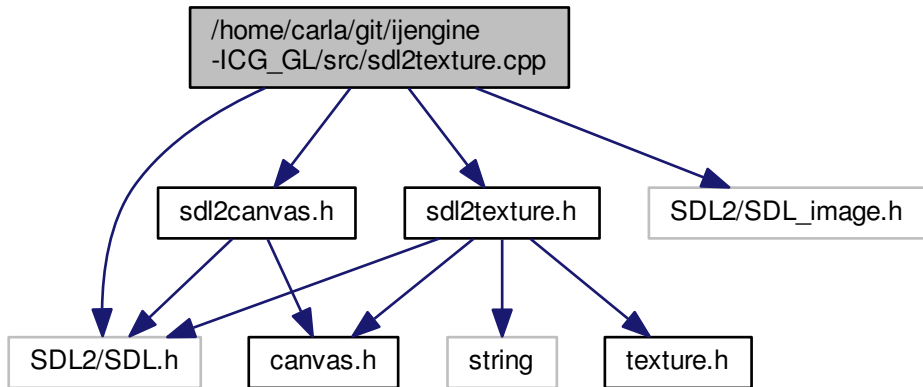 /home/carla/git/ijengine
-ICG_GL/src/sdl2texture.cpp
sdl2canvas.h
sdl2texture.h
SDL2/SDL_image.h
SDL2/SDL.h
canvas.h
string
texture.h